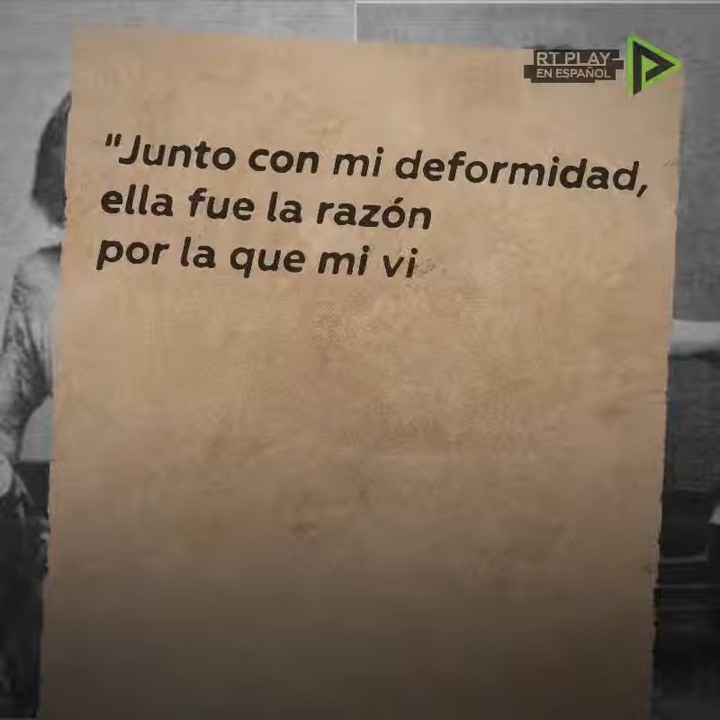 RT PLAY
EN ESPAÑOL
"Junto con mi deformidad,
ella fue la razón
por la que mi vi